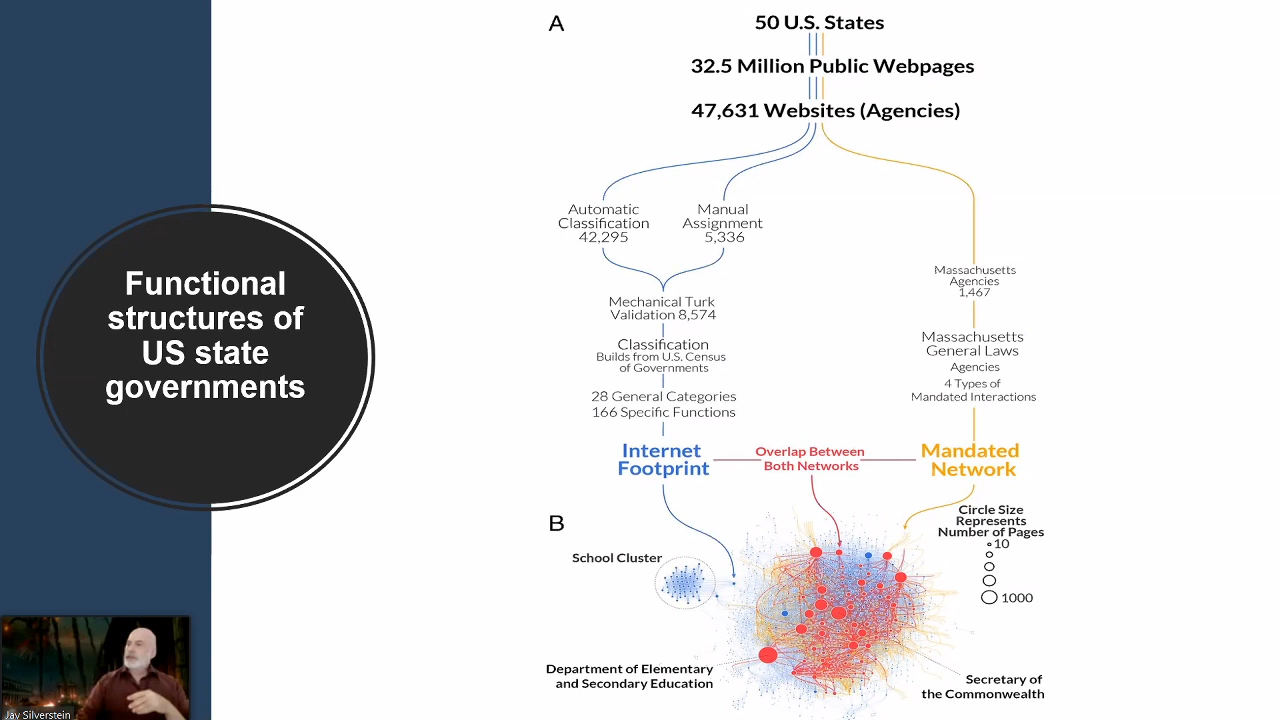 Functional
structures of
US state
governments
A
50 U.S. States
32.5 Million Public Webpages
47,631 Websites (Agencies)
Automatic
Classification
42,295
Manual
Assignment
5,336
Mechanical Turk
Validation 8,574
Classification
Builds from U.S. Census
of Governments
28 General Categories
166 Specific Functions
Internet
Footprint
Massachusetts
Agencies
1,467
Massachusetts
General Laws
Agencies
4 Types of
Mandated Interactions
Mandated
Network
Overlap Between
Both Networks
B
Circle Size
Represents
Number of Pages
10
1000
School Cluster
Department of Elementary
and Secondary Education
Secretary of
the Commonwealth
Jay Silverstein